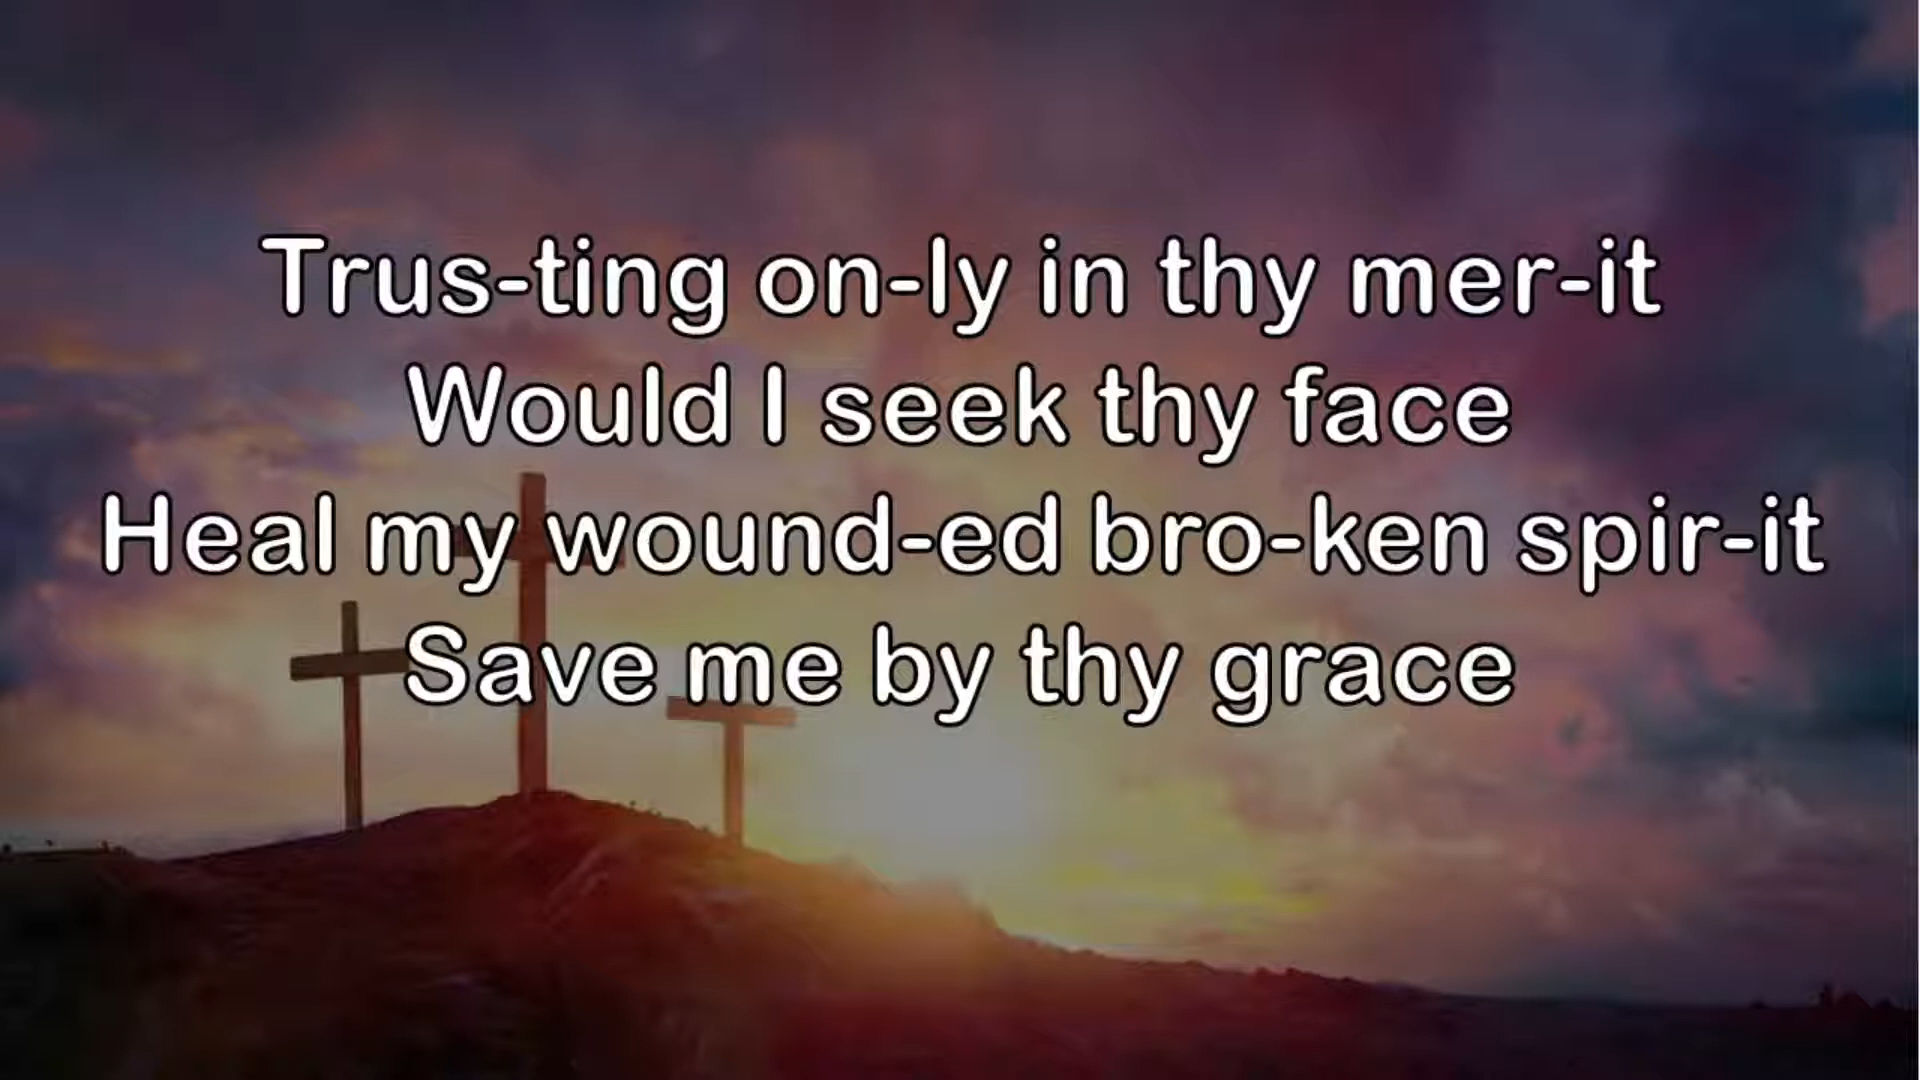 Trus-ting on-ly in thy mer-it
Would I seek thy face
Heal my wound-ed bro-ken spir-it
Save me by thy grace